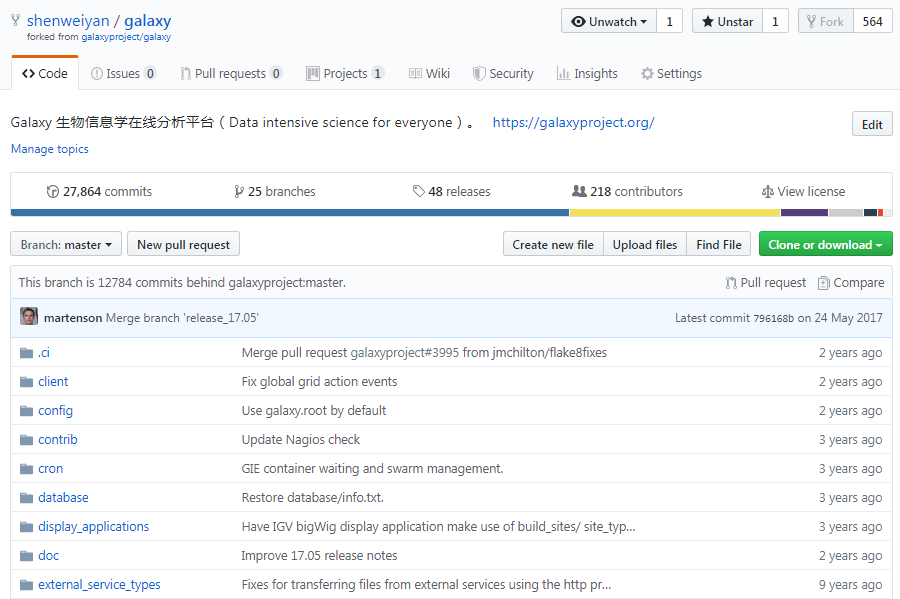 shenweiyan / galaxy Unwatch 1 Unstar 1 Fork 564
forked from galaxyproject/galaxy
Code Issues 0 Pull requests 0 Projects 1 Wiki Security Insights Settings
Galaxy 生物信息学在线分析平台（Data intensive science for everyone）。 https://galaxyproject.org/ Edit
Manage topics
27,864 commits 25 branches 48 releases 218 contributors View license
Branch: master New pull request Create new file Upload files Find File Clone or download
This branch is 12784 commits behind galaxyproject:master. Pull request Compare
martenson Merge branch 'release_17.05' Latest commit 796168b on 24 May 2017
.ci Merge pull request galaxyproject#3995 from jmchilton/flake8fixes 2 years ago
client Fix global grid action events 2 years ago
config Use galaxy.root by default 2 years ago
contrib Update Nagios check 3 years ago
cron GIE container waiting and swarm management. 3 years ago
database Restore database/info.txt. 3 years ago
display_applications Have IGV bigWig display application make use of build_sites/ site_typ... 3 years ago
doc Improve 17.05 release notes 2 years ago
external_service_types Fixes for transferring files from external services using the http pr... 9 years ago